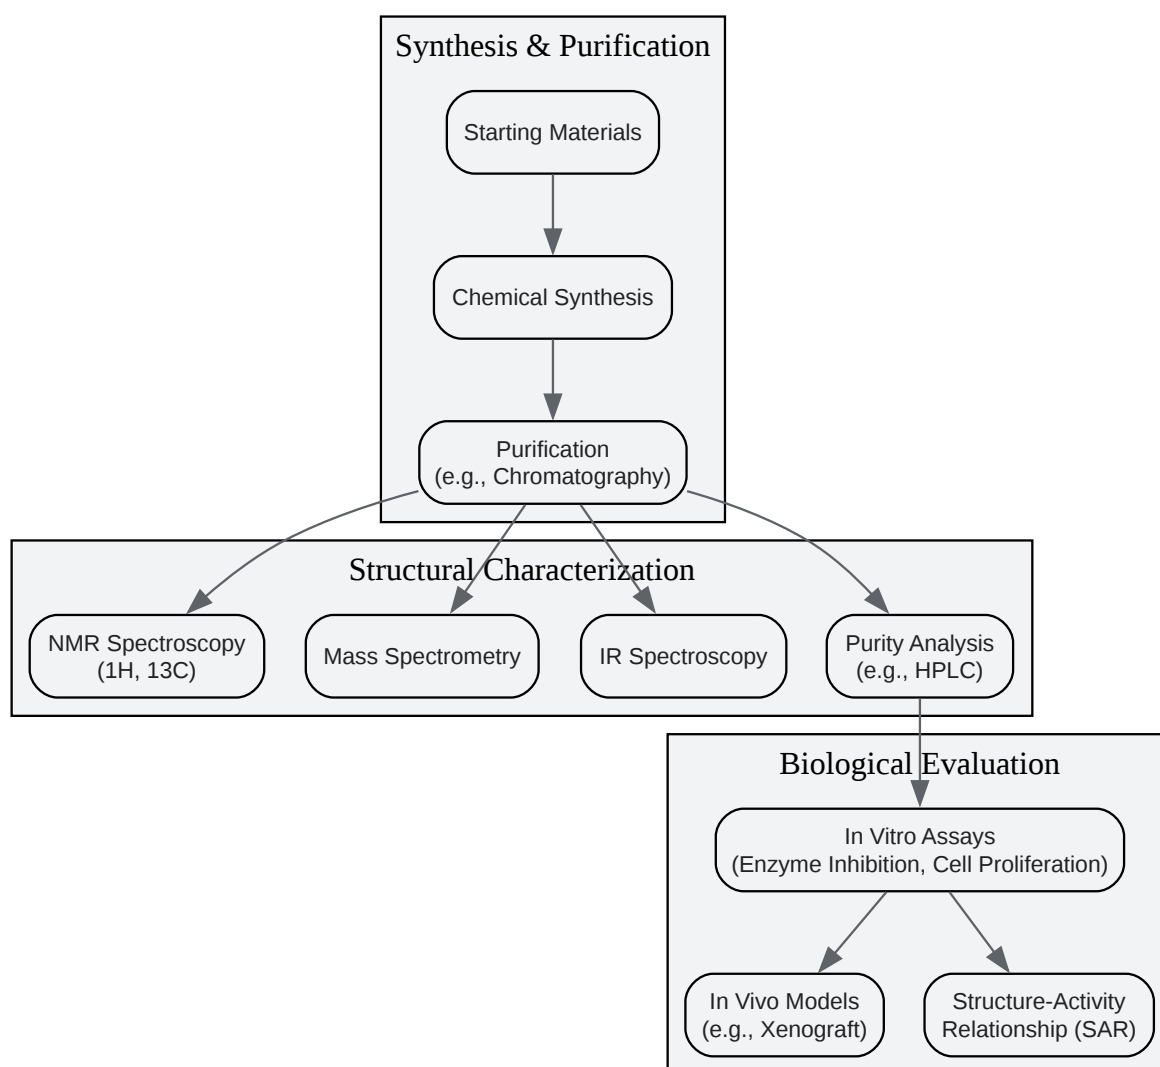 Synthesis & Purification
Starting Materials
Chemical Synthesis
Purification
(e.g., Chromatography)
Structural Characterization
NMR Spectroscopy
(1H, 13C)
Mass Spectrometry
IR Spectroscopy
Purity Analysis
(e.g., HPLC)
Biological Evaluation
In Vitro Assays
(Enzyme Inhibition, Cell Proliferation)
In Vivo Models
(e.g., Xenograft)
Structure-Activity
Relationship (SAR)